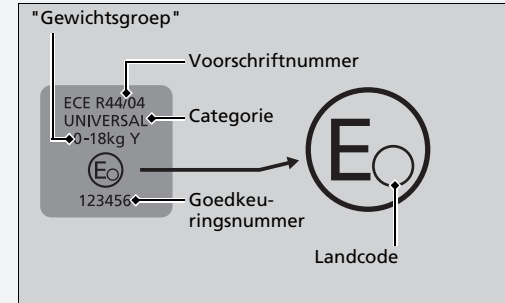 "Gewichtsgroep"
Voorschriftnummer
ECE R44/04
UNIVERSAL
Categorie
0-18kg Y
E
E
123456
Goedkeu-
ringsnummer
Landcode